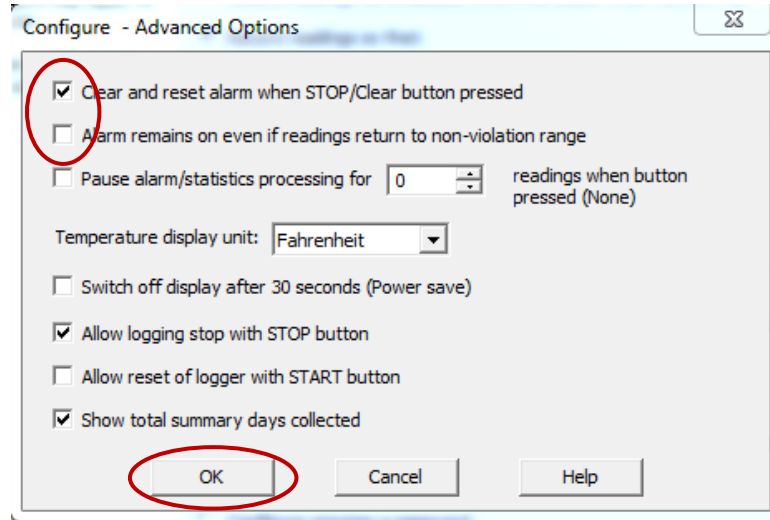 Configure - Advanced Options
Clear and reset alarm when STOP/Clear button pressed
Alarm remains on even if readings return to non-violation range
Pause alarm/statistics processing for 0 readings when button
pressed (None)
Temperature display unit: Fahrenheit
Switch off display after 30 seconds (Power save)
Allow logging stop with STOP button
Allow reset of logger with START button
Show total summary days collected
OK Cancel Help